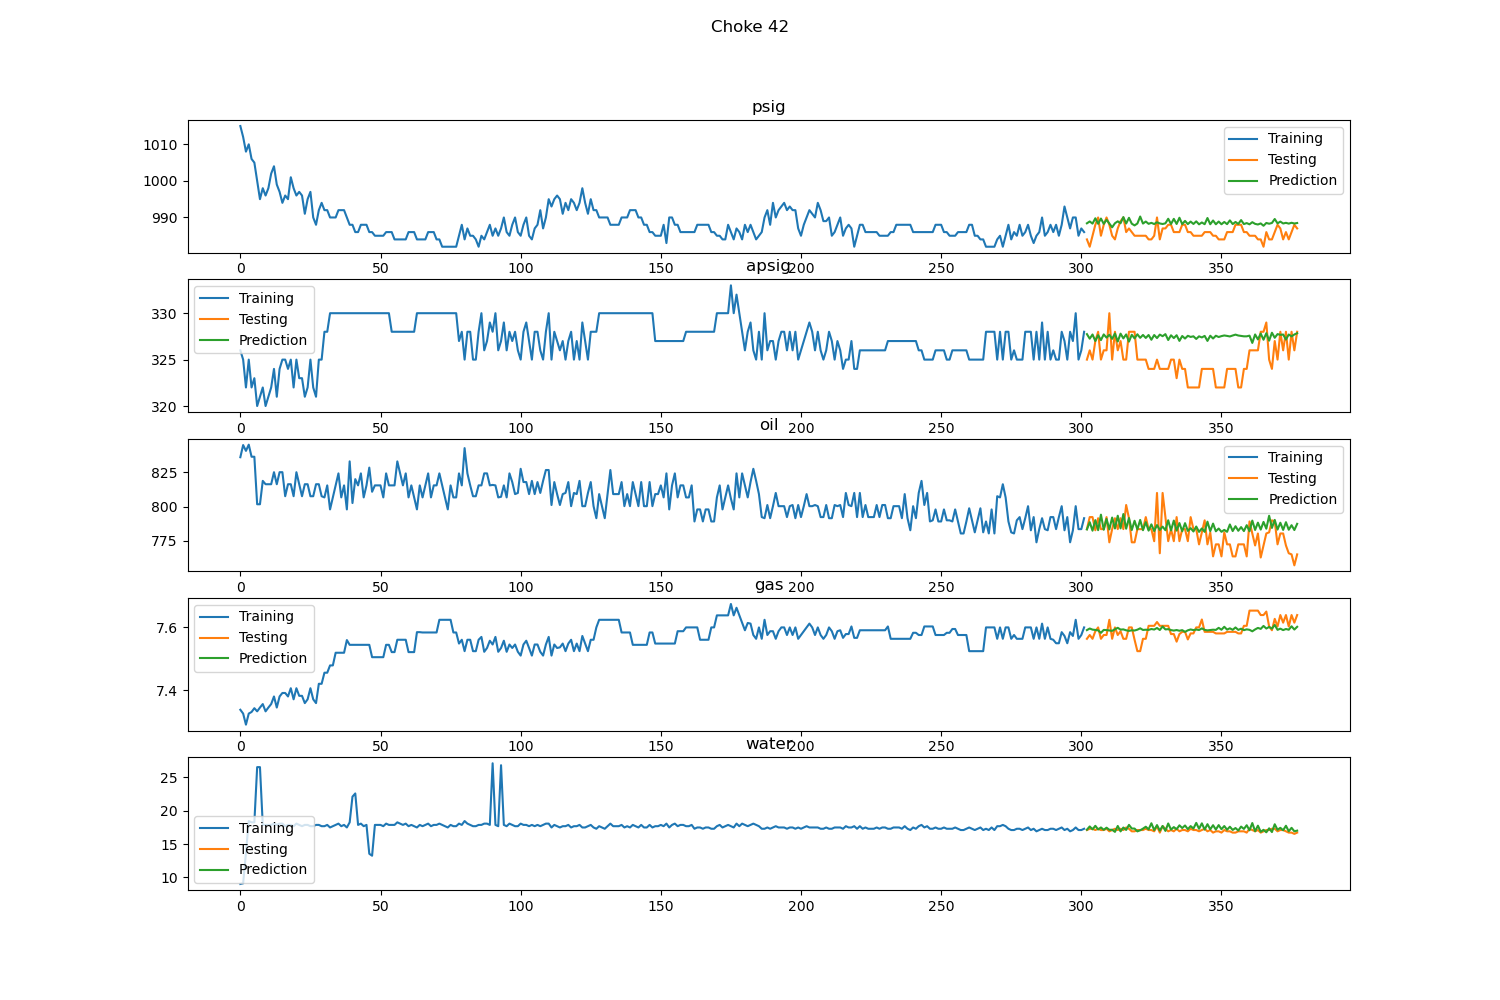 Choke 42
psig
1010
1000
990
Training
Testing
Prediction
0 50 100 150 200 250 300 350
apsig
330
325
320
Training
Testing
Prediction
0 50 100 150 200 250 300 350
oil
825
800
775
Training
Testing
Prediction
0 50 100 150 200 250 300 350
gas
7.6
7.4
Training
Testing
Prediction
0 50 100 150 200 250 300 350
water
25
20
15
10
Training
Testing
Prediction
0 50 100 150 200 250 300 350